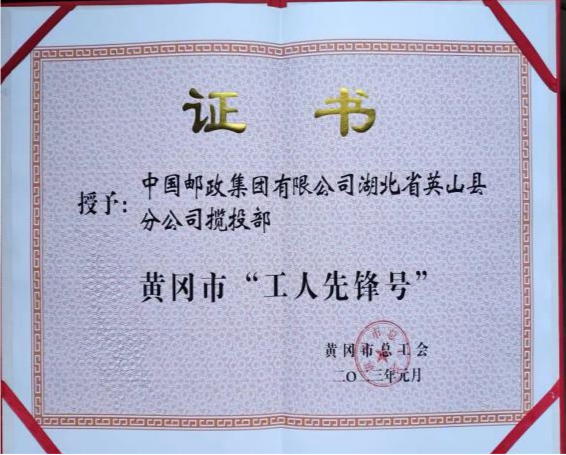 证书
授予：
中国邮政集团有限公司湖北省英山县
分公司揽投部
黄冈市“工人先锋号”
黄冈市总工会
二〇二三年元月